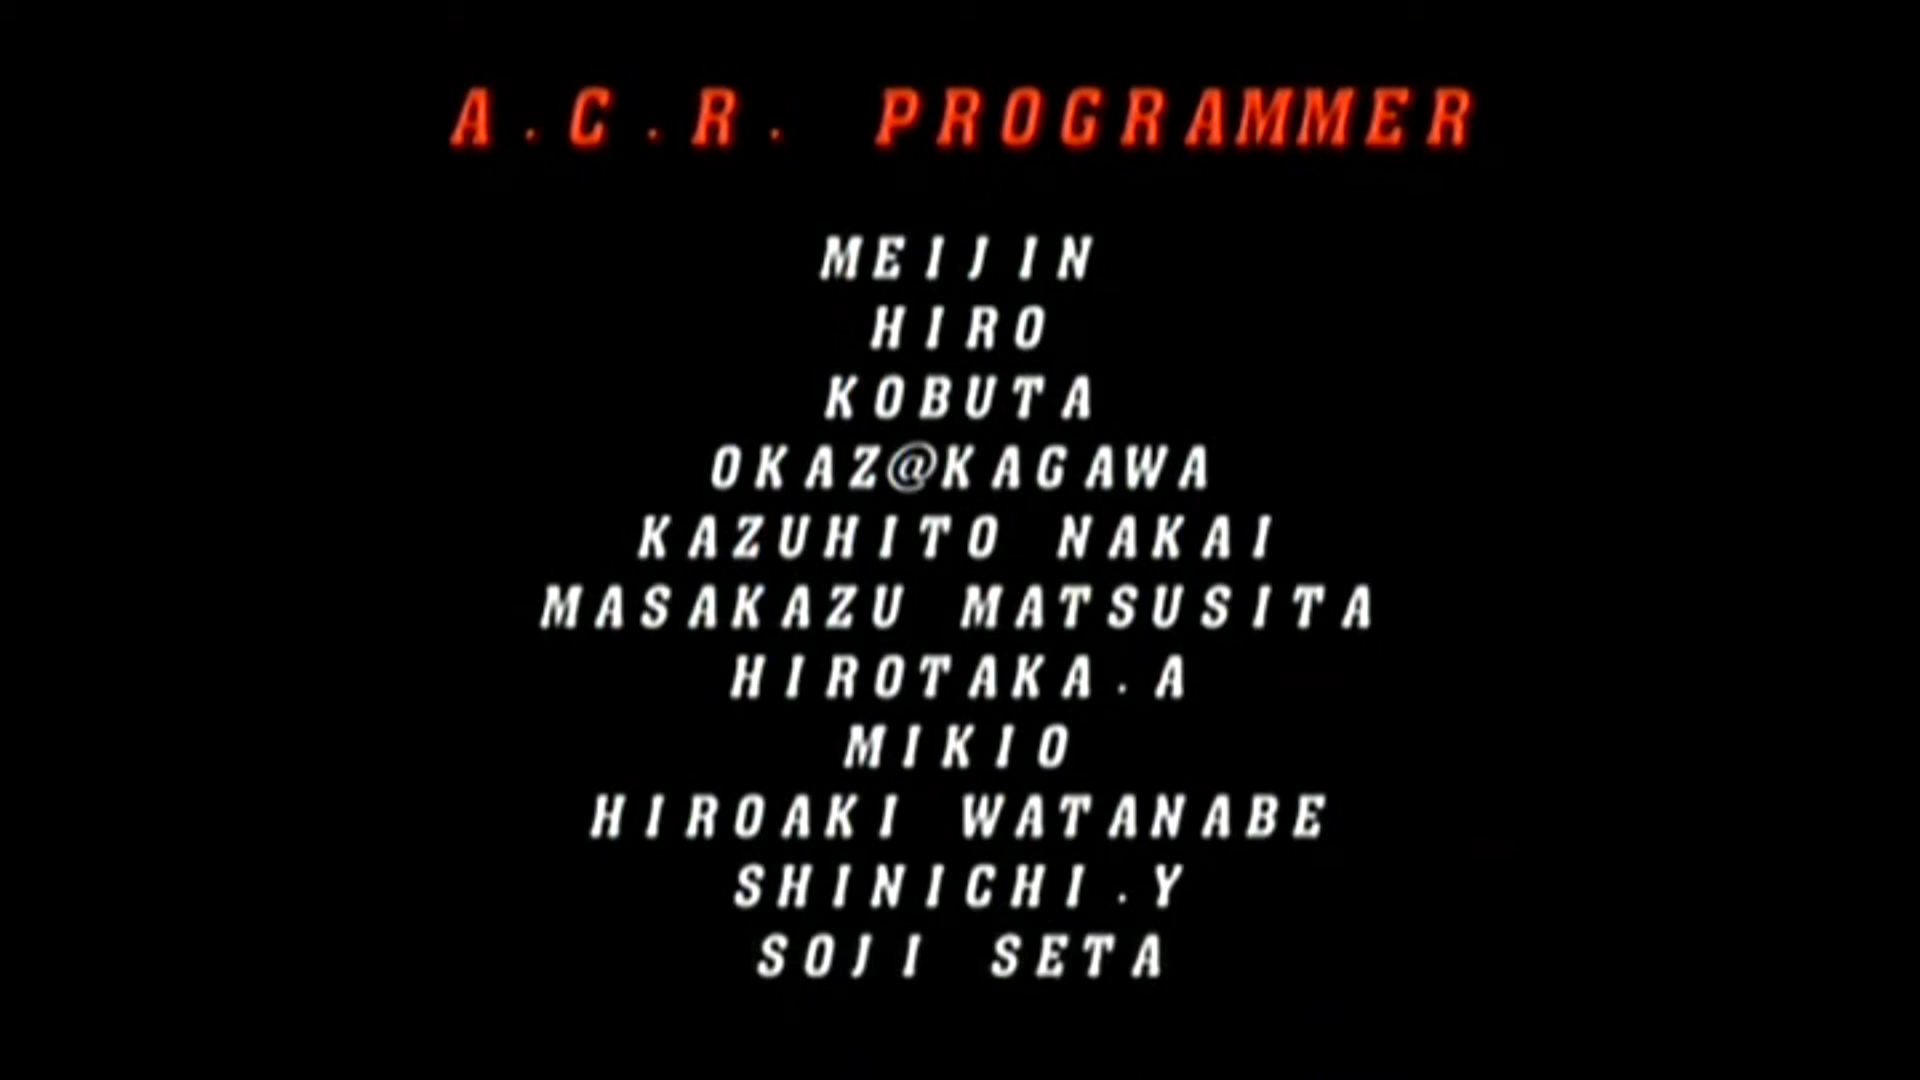 A.C.R. PROGRAMMER
MEIJIN
HIRO
KOBUTA
OKAZ@KAGAWA
KAZUHITO NAKAI
MASAKAZU MATSUSITA
HIROTAKA.A
MIKIO
HIROAKI WATANABE
SHINICHI.Y
SOJI SETA